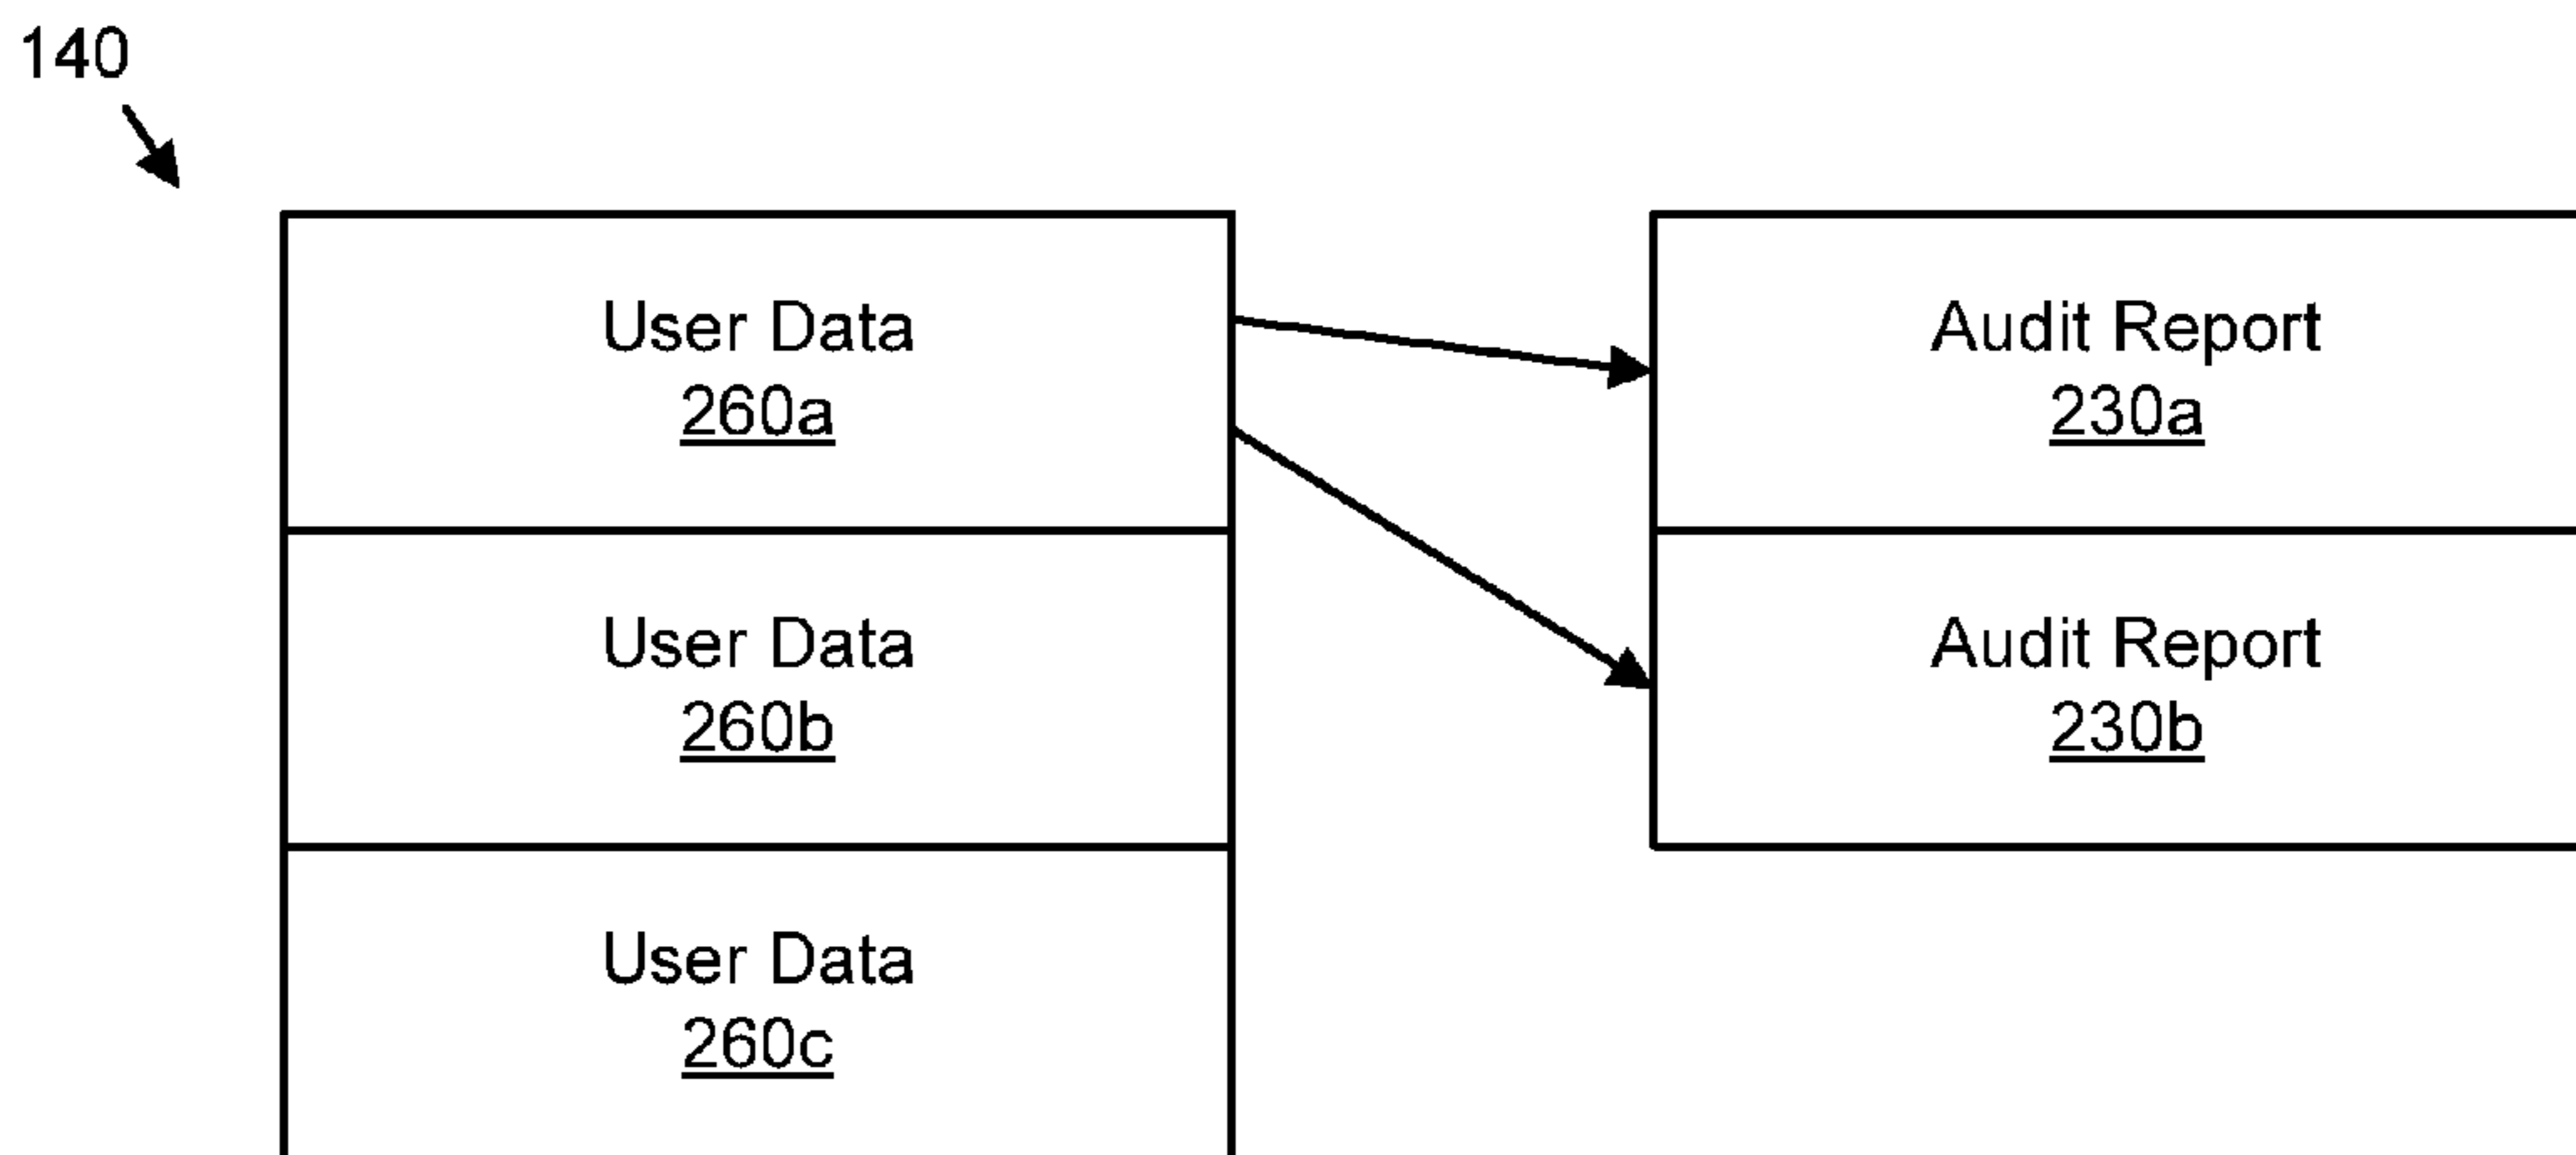 140
User Data
260a
Audit Report
230a
User Data
260b
Audit Report
230b
User Data
260c